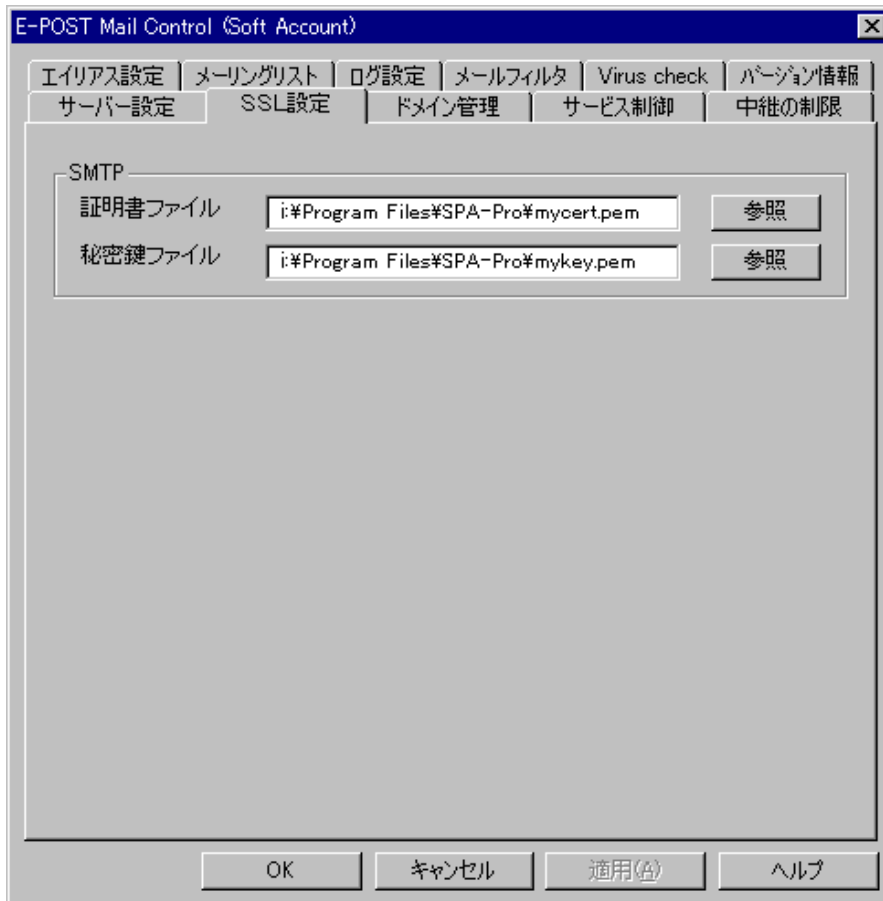 E-POST Mail Control (Soft Account)
エイリアス設定 メーリングリスト ログ設定 メールフィルタ Virus check バージョン情報
サーバー設定 SSL設定 ドメイン管理 サービス制御 中継の制限
SMTP
証明書ファイル i:¥Program Files¥SPA-Pro¥mycert.pem 参照
秘密鍵ファイル i:¥Program Files¥SPA-Pro¥mykey.pem 参照
OK キャンセル 適用(A) ヘルプ